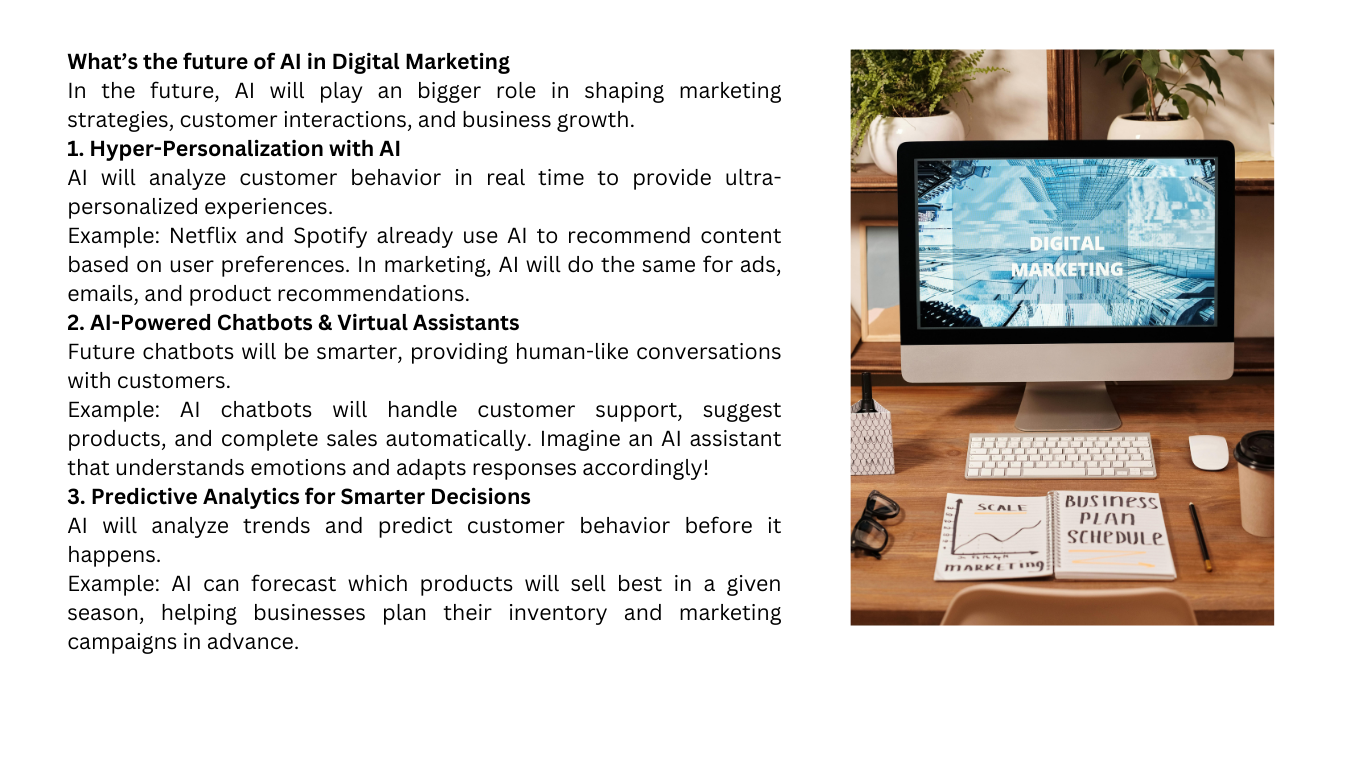 What’s the future of AI in Digital Marketing
In the future, AI will play an bigger role in shaping marketing
strategies, customer interactions, and business growth.
1. Hyper-Personalization with AI
AI will analyze customer behavior in real time to provide ultra-
personalized experiences.
Example: Netflix and Spotify already use AI to recommend content
based on user preferences. In marketing, AI will do the same for ads,
emails, and product recommendations.
2. AI-Powered Chatbots & Virtual Assistants
Future chatbots will be smarter, providing human-like conversations
with customers.
Example: AI chatbots will handle customer support, suggest
products, and complete sales automatically. Imagine an AI assistant
that understands emotions and adapts responses accordingly!
3. Predictive Analytics for Smarter Decisions
AI will analyze trends and predict customer behavior before it
happens.
Example: AI can forecast which products will sell best in a given
season, helping businesses plan their inventory and marketing
campaigns in advance.
DIGITAL
MARKETING
SCALE
MARKETING
BUSINESS
PLAN
SCHEDULE